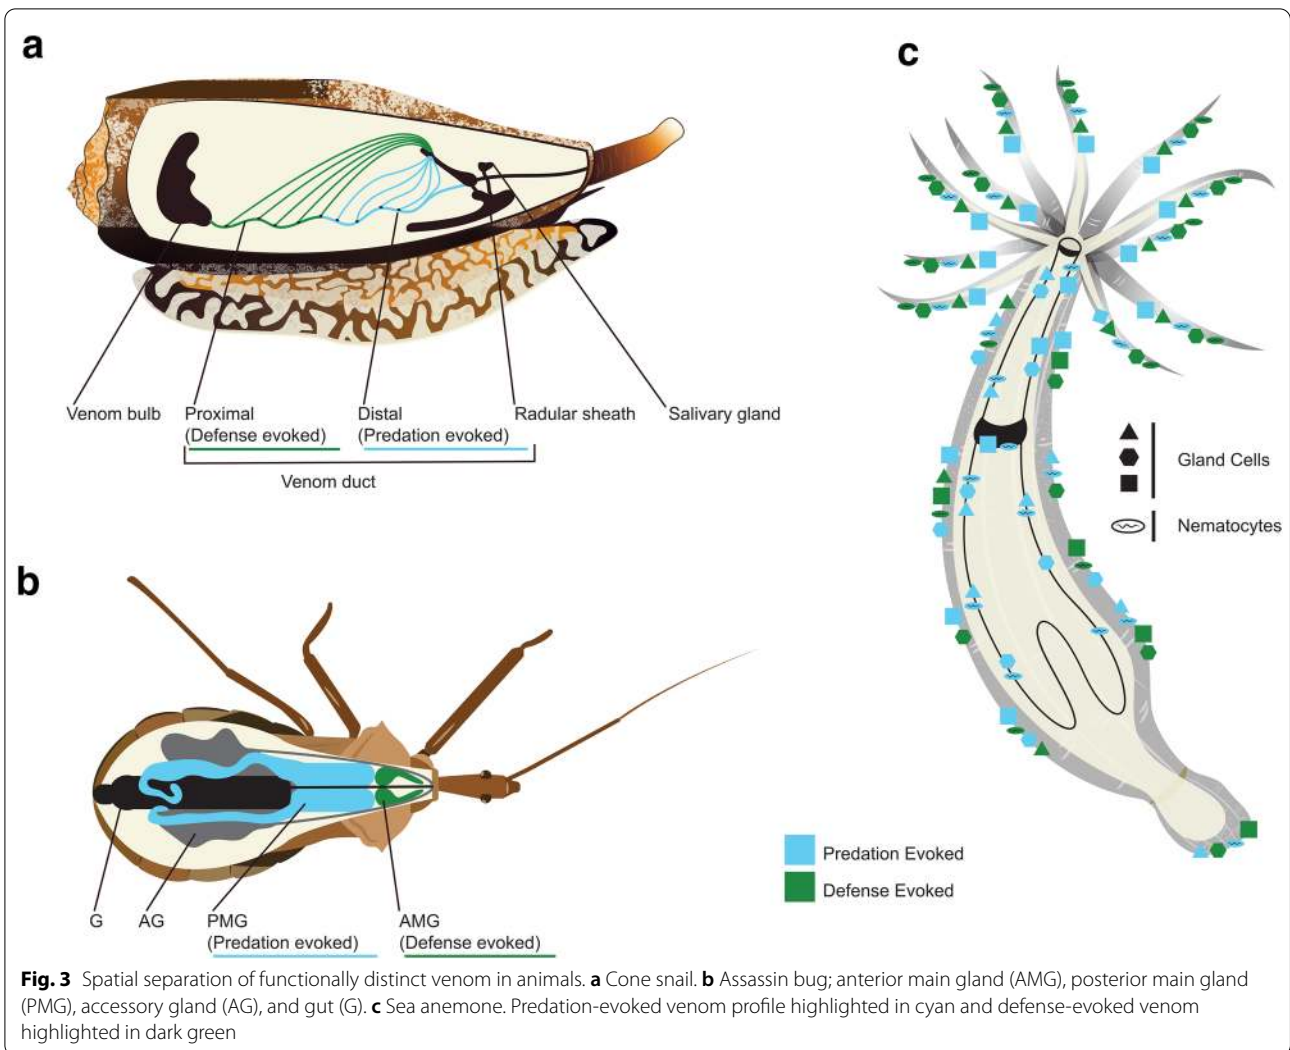 a
Venom bulb
Proximal
(Defense evoked)
Distal
(Predation evoked)
Radular sheath
Salivary gland
Venom duct
b
G
AG
PMG
(Predation evoked)
AMG
(Defense evoked)
c
Gland Cells
Nematocytes
Predation Evoked
Defense Evoked
Fig. 3 Spatial separation of functionally distinct venom in animals. a Cone snail. b Assassin bug; anterior main gland (AMG), posterior main gland
(PMG), accessory gland (AG), and gut (G). c Sea anemone. Predation-evoked venom profile highlighted in cyan and defense-evoked venom
highlighted in dark green